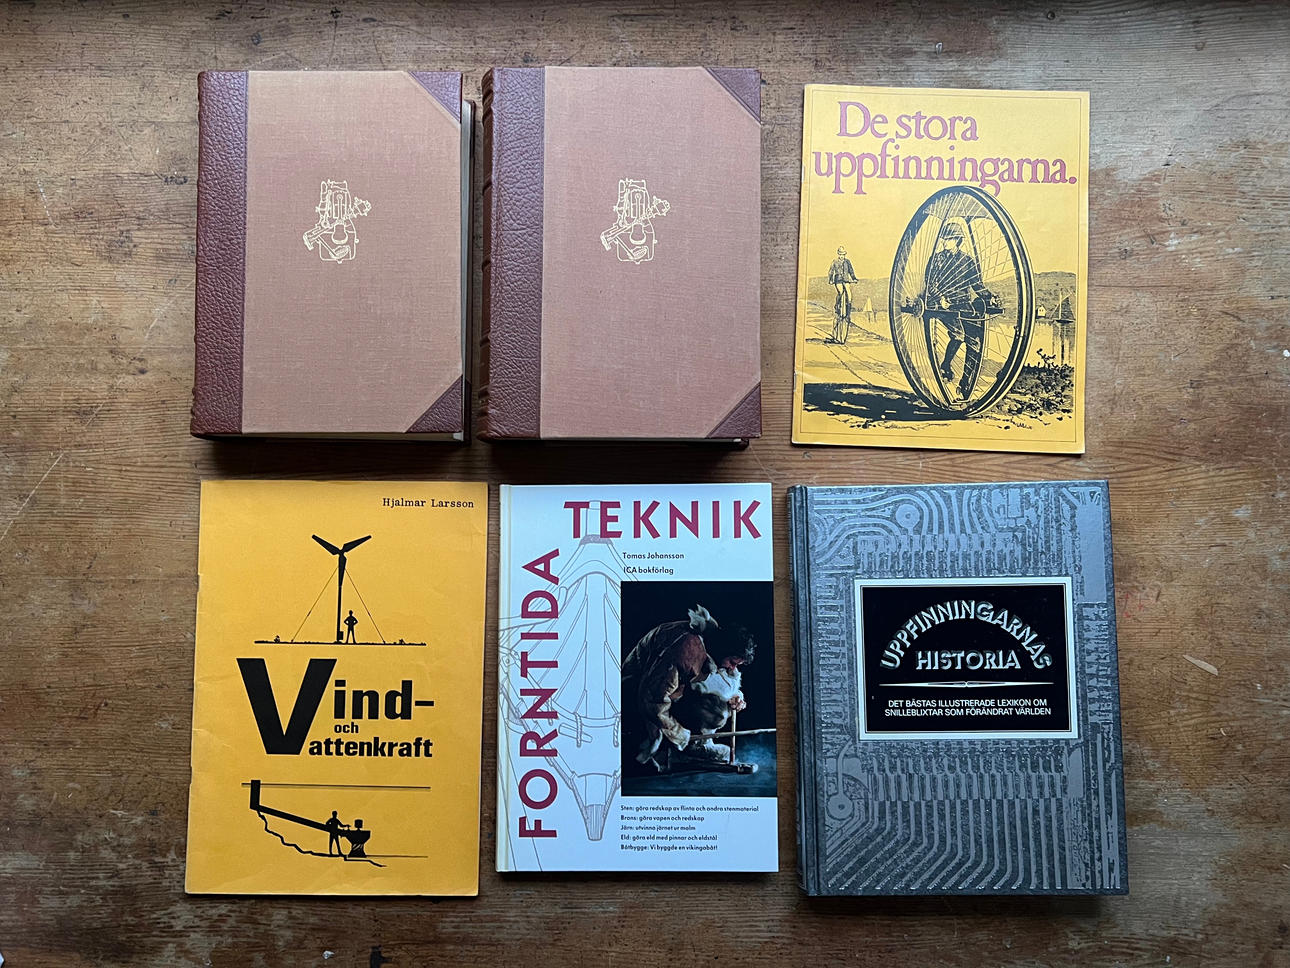 De stora
uppfinningarna.
Hjalmar Larsson
Vind-
och
Vattenkraft
FORNTIDA
TEKNIK
Tomas Johansson
ICA bokförlag
Sten: göra redskap av flinta och andra stenmaterial
Brons: göra vapen och redskap
Järn: utvinna järnet ur malm
Eld: göra eld med pinnar och eldstål
Båtbygge: Vi byggde en vikingabåt!
UPPFINNINGARNAS
HISTORIA
DET BÄSTAS ILLUSTRERADE LEXIKON OM
SNILLEBLIXTAR SOM FÖRÄNDRAT VÄRLDEN